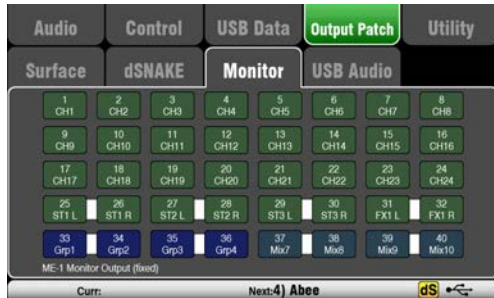 Audio Control USB Data Output Patch Utility
Surface dSNAKE Monitor USB Audio
1 2 3 4 5 6 7 8
CH1 CH2 CH3 CH4 CH5 CH6 CH7 CH8
9 10 11 12 13 14 15 16
CH9 CH10 CH11 CH12 CH13 CH14 CH15 CH16
17 18 19 20 21 22 23 24
CH17 CH18 CH19 CH20 CH21 CH22 CH23 CH24
25 26 27 28 29 30 31 32
ST1 L ST1 R ST2 L ST2 R ST3 L ST3 R FX1 L FX1 R
33 34 35 36 37 38 39 40
Grp1 Grp2 Grp3 Grp4 Mix7 Mix8 Mix9 Mix10
ME-1 Monitor Output (fixed)
Curr: Next:4) Abee dS